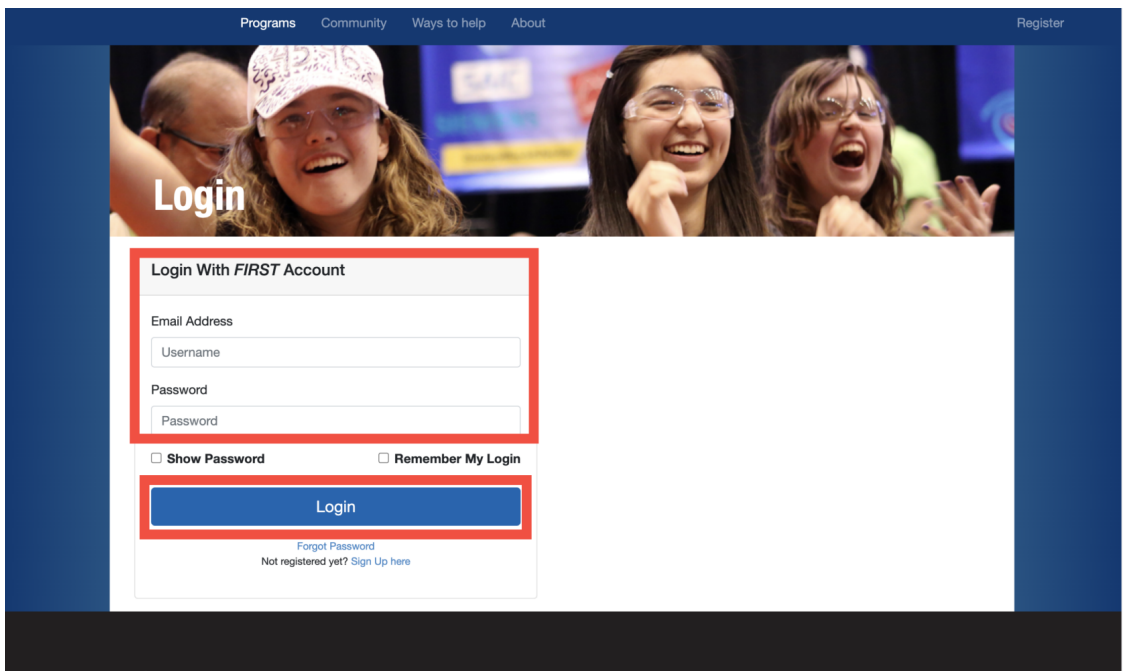 Programs Community Ways to help About Register
Login
Login With FIRST Account
Email Address
Username
Password
Password
Show Password Remember My Login
Login
Forgot Password
Not registered yet? Sign Up here